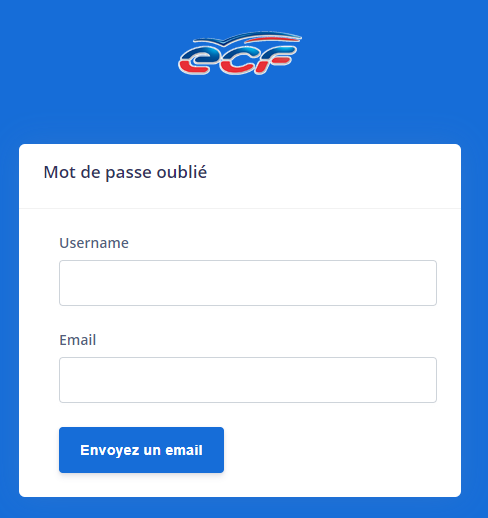 ecf
Mot de passe oublié
Username
Email
Envoyez un email